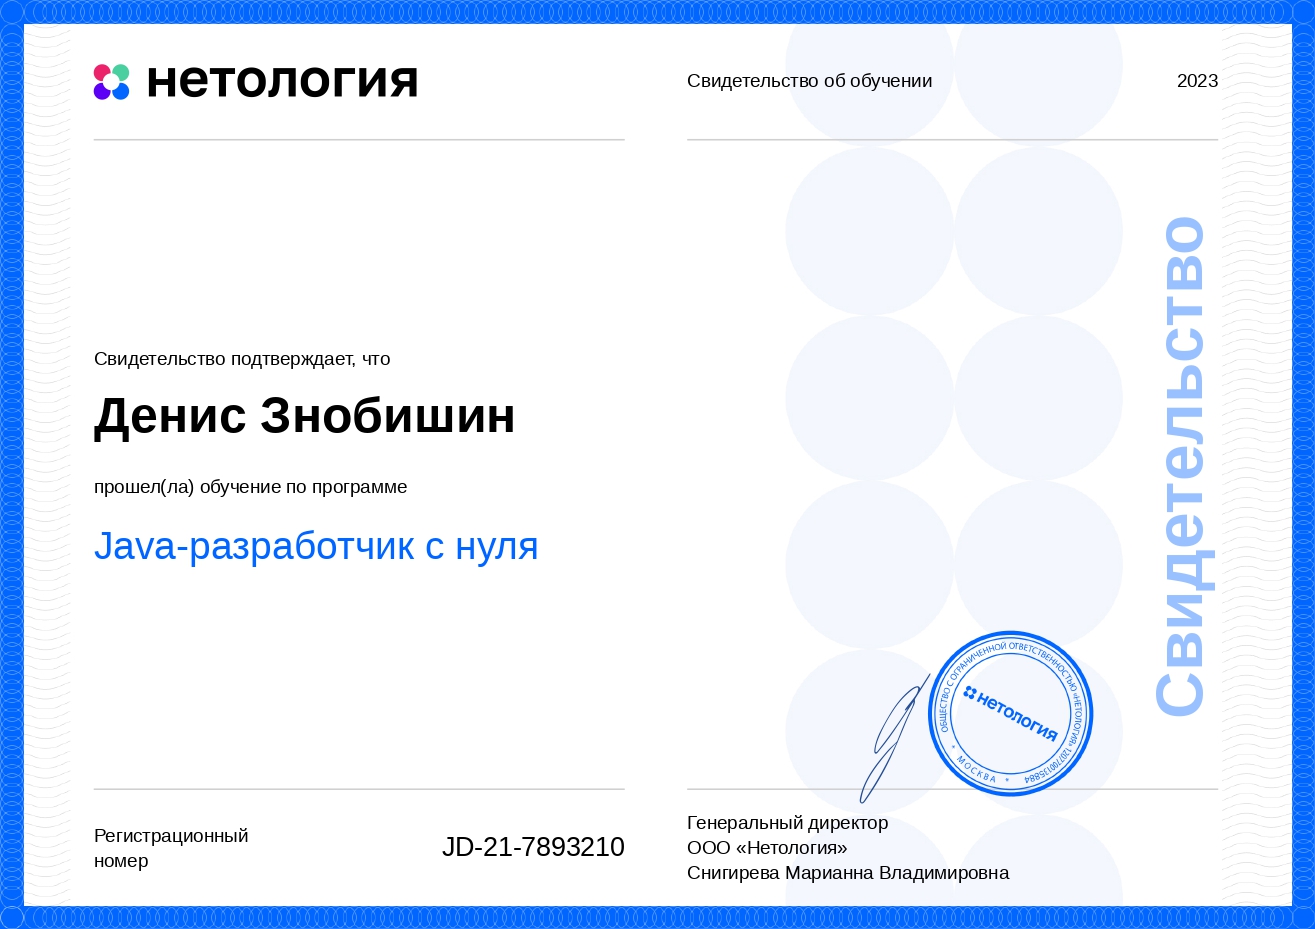 нетология
Свидетельство об обучении
2023
Свидетельство подтверждает, что
Денис Знобишин
прошел(ла) обучение по программе
Java-разработчик с нуля
Свидетельство
ОБЩЕСТВО С ОГРАНИЧЕННОЙ ОТВЕТСТВЕННОСТЬЮ «НЕТОЛОГИЯ» 1207700135884
* МОСКВА *
нетология
Регистрационный
номер
JD-21-7893210
Генеральный директор
ООО «Нетология»
Снигирева Марианна Владимировна